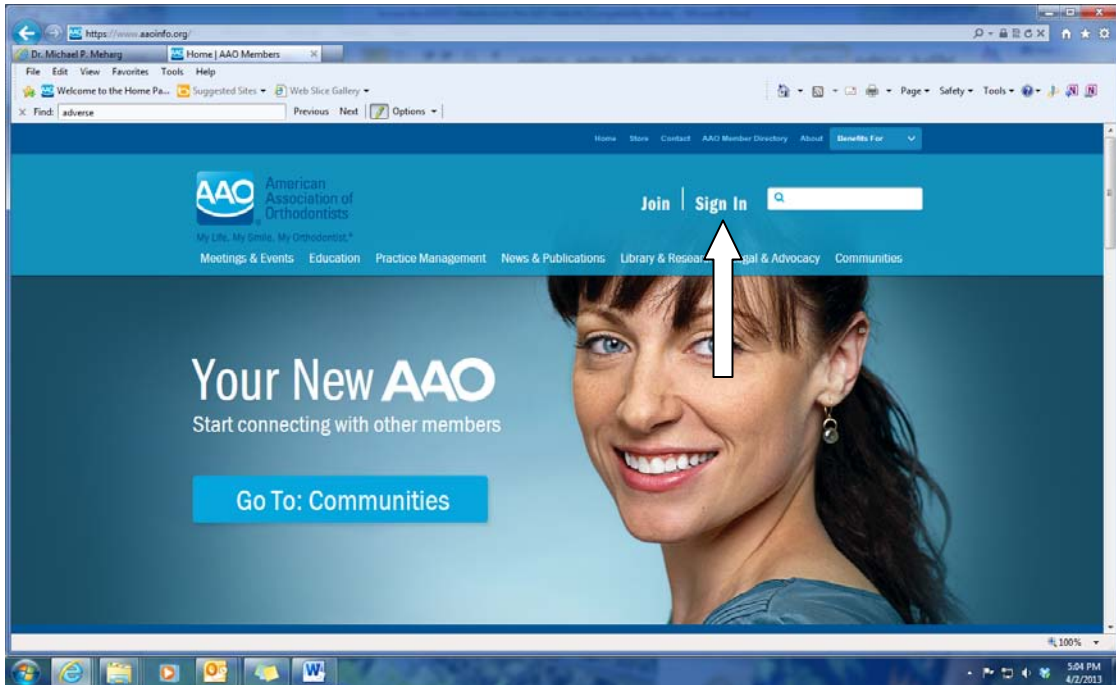 https://www.aaoinfo.org/
Dr. Michael P. Meharg
Home | AAO Members
File Edit View Favorites Tools Help
Welcome to the Home Pa... Suggested Sites Web Slice Gallery
Page Safety Tools
Find: adverse Previous Next Options
Home Store Contact AAO Member Directory About Benefits For
AAO
American
Association of
Orthodontists
My Life. My Smile. My Orthodontist.®
Join Sign In
Meetings & Events Education Practice Management News & Publications Library & & Advocacy Communities
Your New AAO
Start connecting with other members
Go To: Communities
100%
5:04 PM
4/2/2013